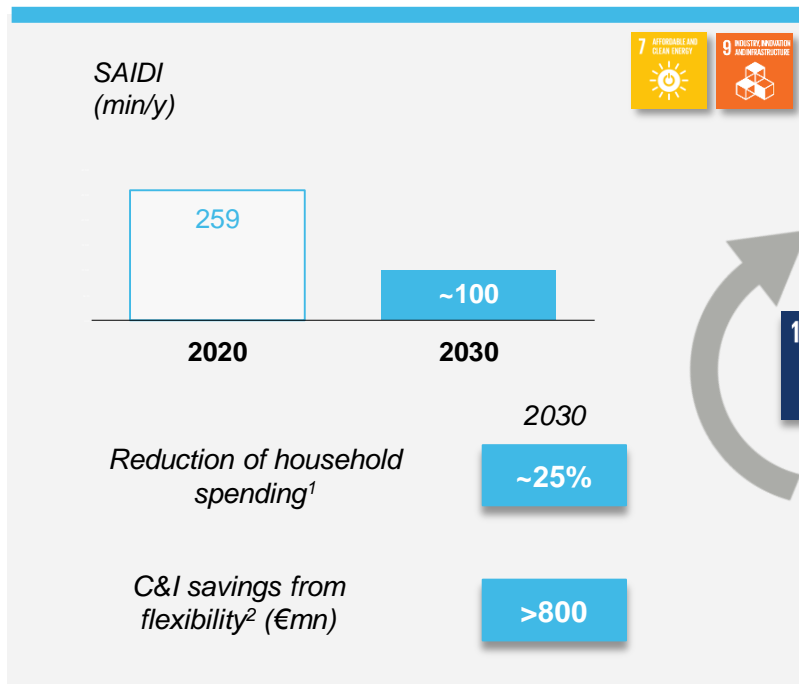 SAIDI
(min/y)
7 AFFORDABLE AND
CLEAN ENERGY
9 INDUSTRY, INNOVATION
AND INFRASTRUCTURE
259
~100
2020
2030
1
2030
Reduction of household
spending1
~25%
C&I savings from
flexibility2 (€mn)
>800